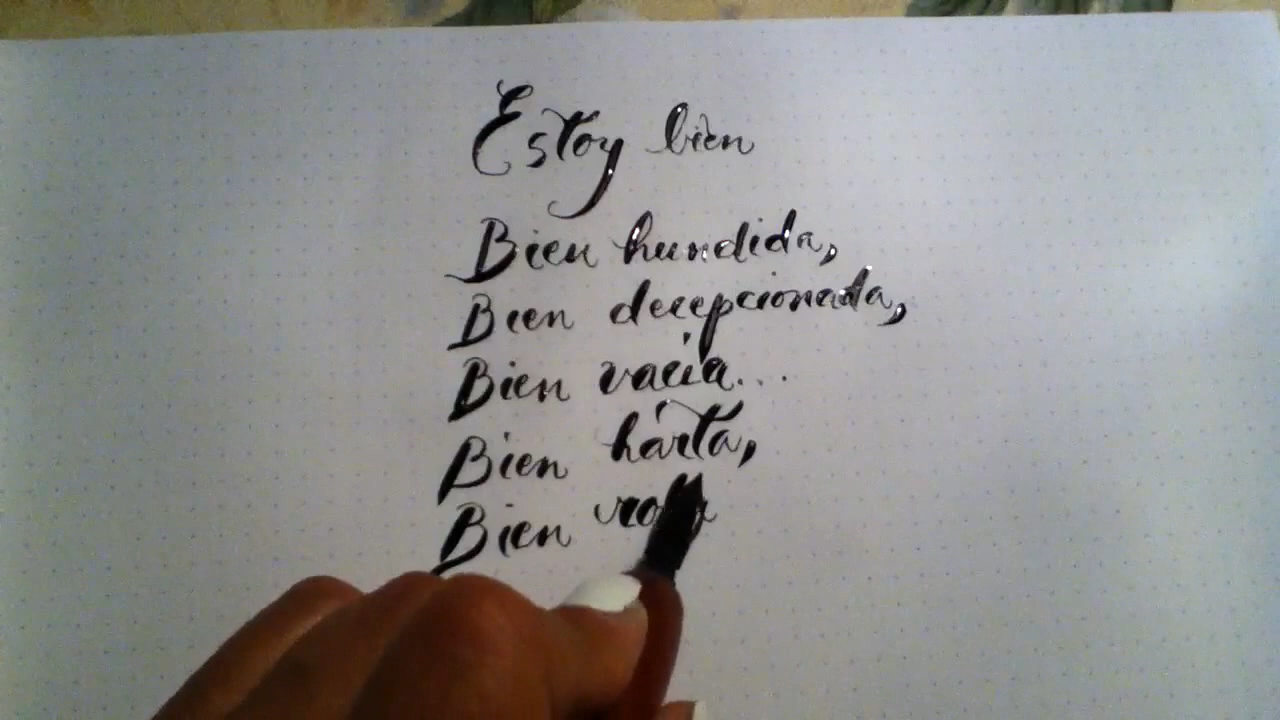 Estoy bien
Bien hundida,
Bien decepcionada,
Bien vacía...
Bien harta,
Bien